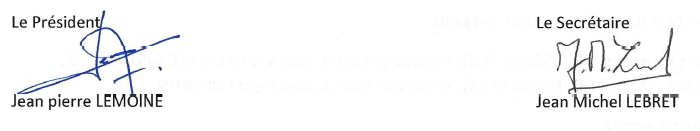 Le Président
Le Secrétaire
Jean pierre LEMOINE
Jean Michel LEBRET